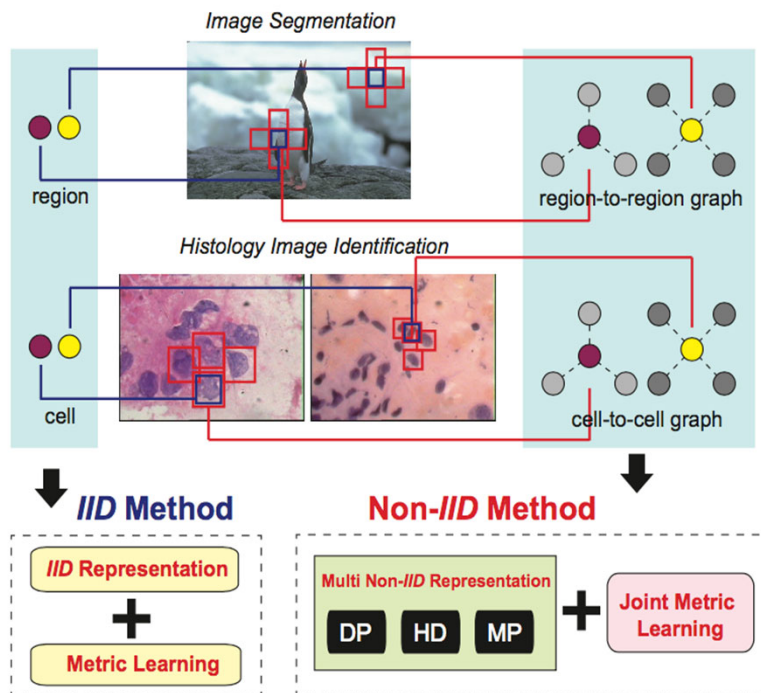 Image Segmentation
region
region-to-region graph
Histology Image Identification
cell
cell-to-cell graph
IID Method
Non-IID Method
IID Representation
Metric Learning
Multi Non-IID Representation
DP
HD
MP
Joint Metric
Learning